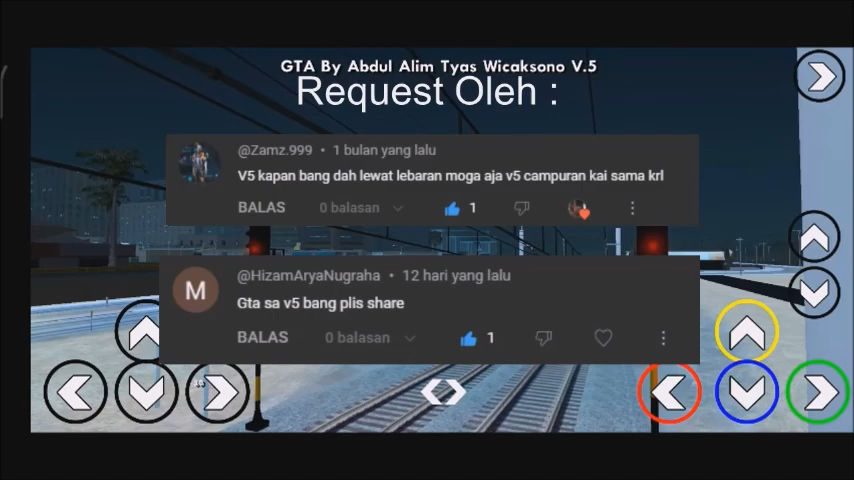 GTA By Abdul Alim Tyas Wicaksono V.5
Request Oleh :
@Zamz.999 • 1 bulan yang lalu
V5 kapan bang dah lewat lebaran moga aja v5 campuran kai sama krl
BALAS 0 balasan 1
M
@HizamAryaNugraha • 12 hari yang lalu
Gta sa v5 bang plis share
BALAS 0 balasan 1